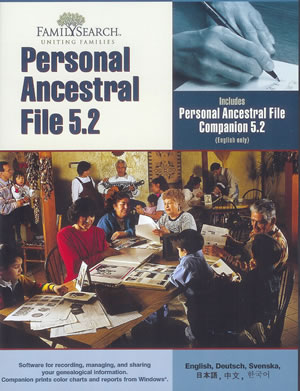 FAMILYSEARCH™
UNITING FAMILIES
Personal
Ancestral
File 5.2
Includes
Personal Ancestral File
Companion 5.2
(English only)
Software for recording, managing, and sharing
your genealogical information.
Companion prints color charts and reports from Windows®.
English, Deutsch, Svenska,
日本語, 中文, 한국어